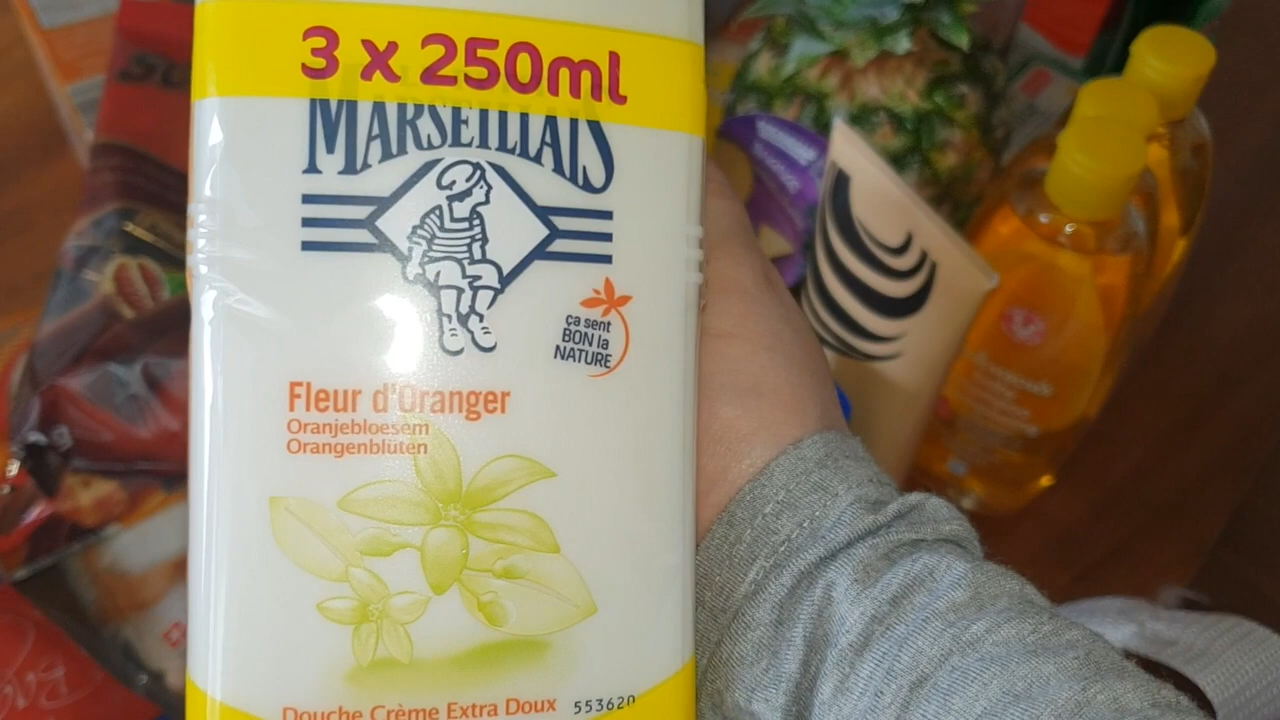 3 x 250ml
MARSEILLAIS
ça sent
BON la
NATURE
Fleur d'Oranger
Oranjebloesem
Orangenblüten
Douche Crème Extra Doux
553620